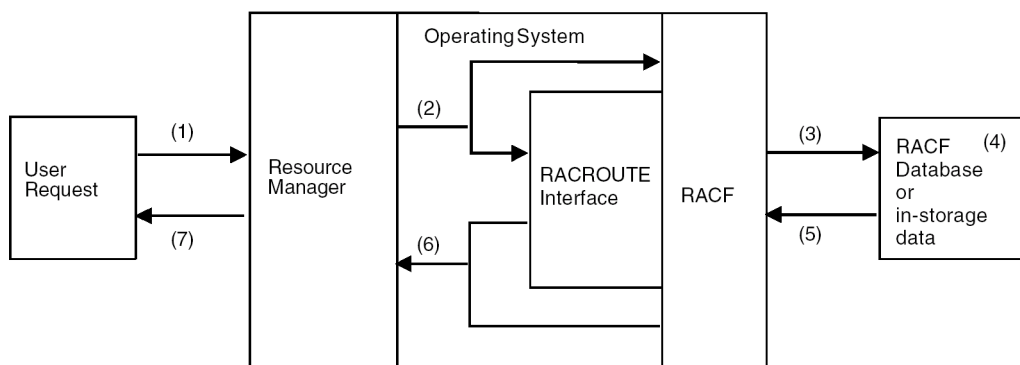 Operating System
(1)
User
Request
(7)
Resource
Manager
(2)
(6)
RACROUTE
Interface
RACF
(3)
(5)
RACF (4)
Database
or
in-storage
data